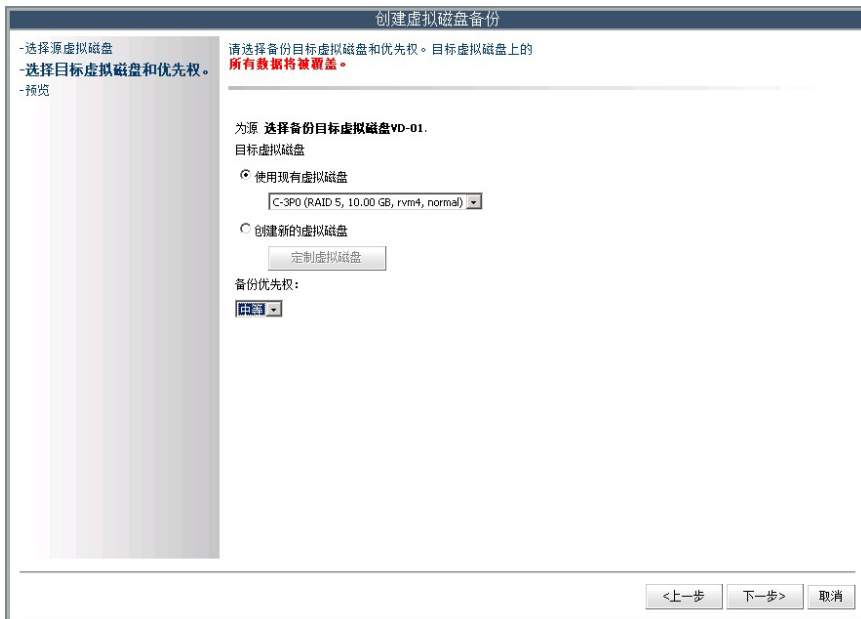 创建虚拟磁盘备份
-选择源虚拟磁盘
-选择目标虚拟磁盘和优先权。
-预览
请选择备份目标虚拟磁盘和优先权。目标虚拟磁盘上的
所有数据将被覆盖。
为源 选择备份目标虚拟磁盘VD-01.
目标虚拟磁盘
使用现有虚拟磁盘
C-3P0 (RAID 5, 10.00 GB, rvm4, normal)
创建新的虚拟磁盘
定制虚拟磁盘
备份优先权:
中等
<上一步 下一步> 取消